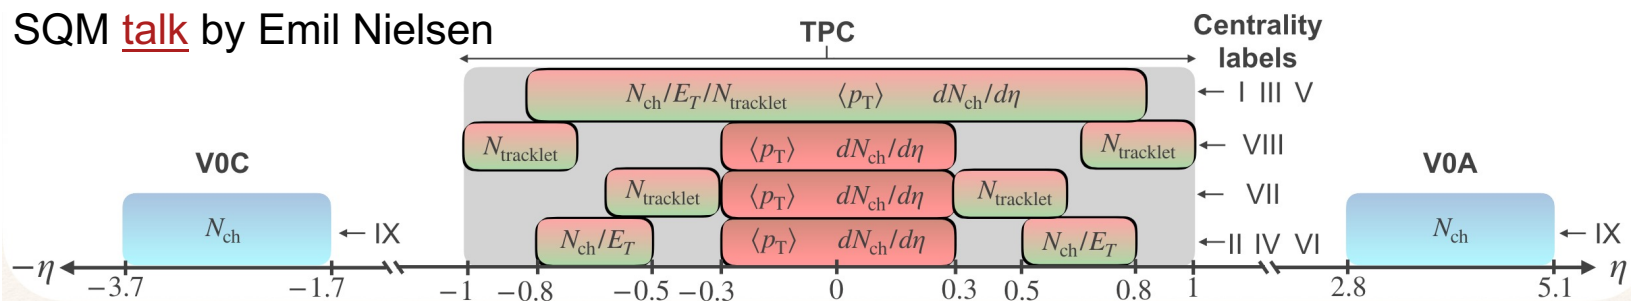 SQM talk by Emil Nielsen
TPC
Centrality
labels
N_ch/E_T/N_tracklet ⟨p_T⟩ dN_ch/dη ← I III V
N_tracklet ⟨p_T⟩ dN_ch/dη N_tracklet ← VIII
V0C
V0A
N_tracklet ⟨p_T⟩ dN_ch/dη N_tracklet ← VII
N_ch ← IX
N_ch/E_T ⟨p_T⟩ dN_ch/dη N_ch/E_T ← II IV VI
N_ch ← IX
−η η
−3.7 −1.7 −1 −0.8 −0.5 −0.3 0 0.3 0.5 0.8 1 2.8 5.1